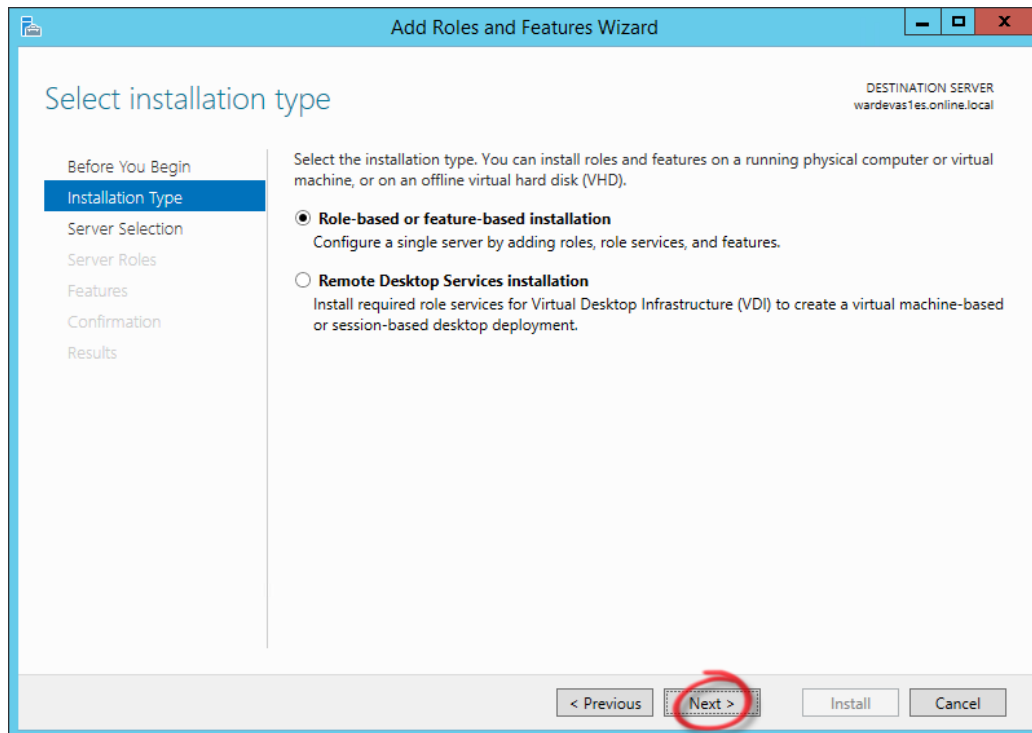 Add Roles and Features Wizard
Select installation type
DESTINATION SERVER
wardevas1es.online.local
Before You Begin
Installation Type
Server Selection
Server Roles
Features
Confirmation
Results
Select the installation type. You can install roles and features on a running physical computer or virtual
machine, or on an offline virtual hard disk (VHD).
Role-based or feature-based installation
Configure a single server by adding roles, role services, and features.
Remote Desktop Services installation
Install required role services for Virtual Desktop Infrastructure (VDI) to create a virtual machine-based
or session-based desktop deployment.
< Previous
Next >
Install
Cancel